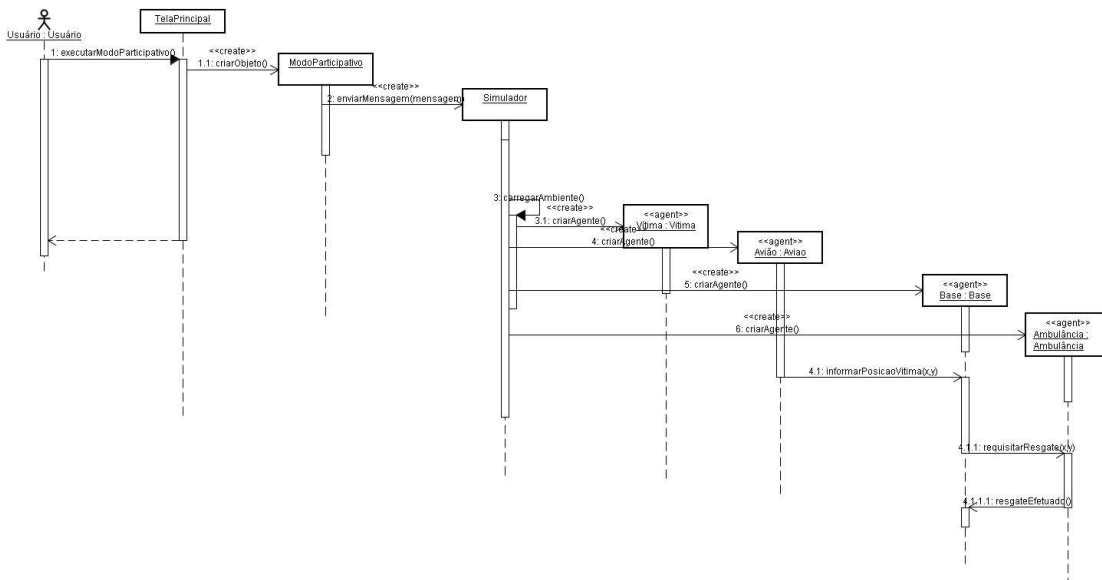 TelaPrincipal
Usuário : Usuário
1: executarModoParticipativo()
<<create>>
1.1: criarObjeto()
ModoParticipativo
<<create>>
2: enviarMensagem(mensagem)
Simulador
3: carregarAmbiente()
<<create>>
3.1: criarAgente()
<<agent>>
Vítima : Vitima
<<create>>
4: criarAgente()
<<agent>>
Avião : Aviao
<<create>>
5: criarAgente()
<<agent>>
Base : Base
<<create>>
6: criarAgente()
<<agent>>
Ambulância :
Ambulância
4.1: informarPosicaoVitima(x,y)
4.1.1: requisitarResgate(x,y)
4.1.1.1: resgateEfetuado()